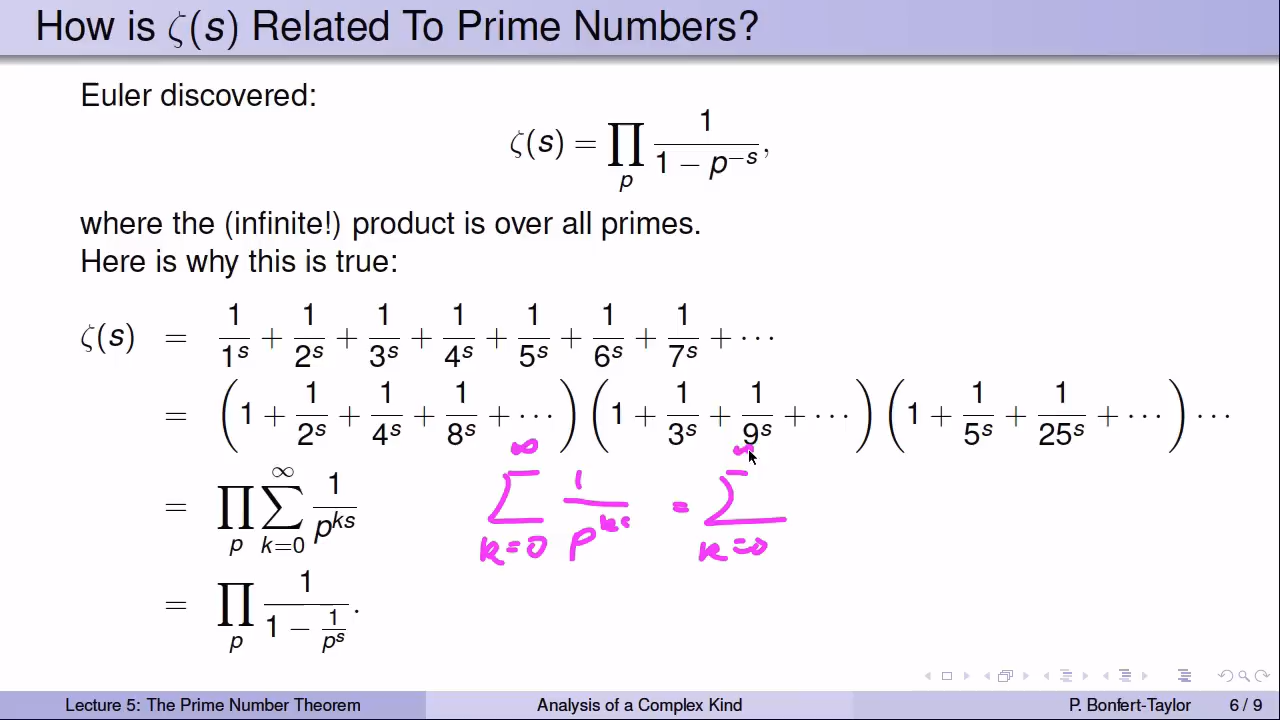 How is ζ(s) Related To Prime Numbers?
Euler discovered:
ζ(s) = ∏_p 1/(1 − p^{−s}),
where the (infinite!) product is over all primes.
Here is why this is true:
ζ(s) = 1/1^s + 1/2^s + 1/3^s + 1/4^s + 1/5^s + 1/6^s + 1/7^s + ···
= (1 + 1/2^s + 1/4^s + 1/8^s + ···) (1 + 1/3^s + 1/9^s + ···) (1 + 1/5^s + 1/25^s + ···) ···
= ∏_p ∑_{k=0}^∞ 1/p^{ks} ∑_{k=0}^∞ 1/p^{ks} = ∑_{k=0}^∞
= ∏_p 1/(1 − 1/p^s).
Lecture 5: The Prime Number Theorem Analysis of a Complex Kind P. Bonfert-Taylor 6 / 9